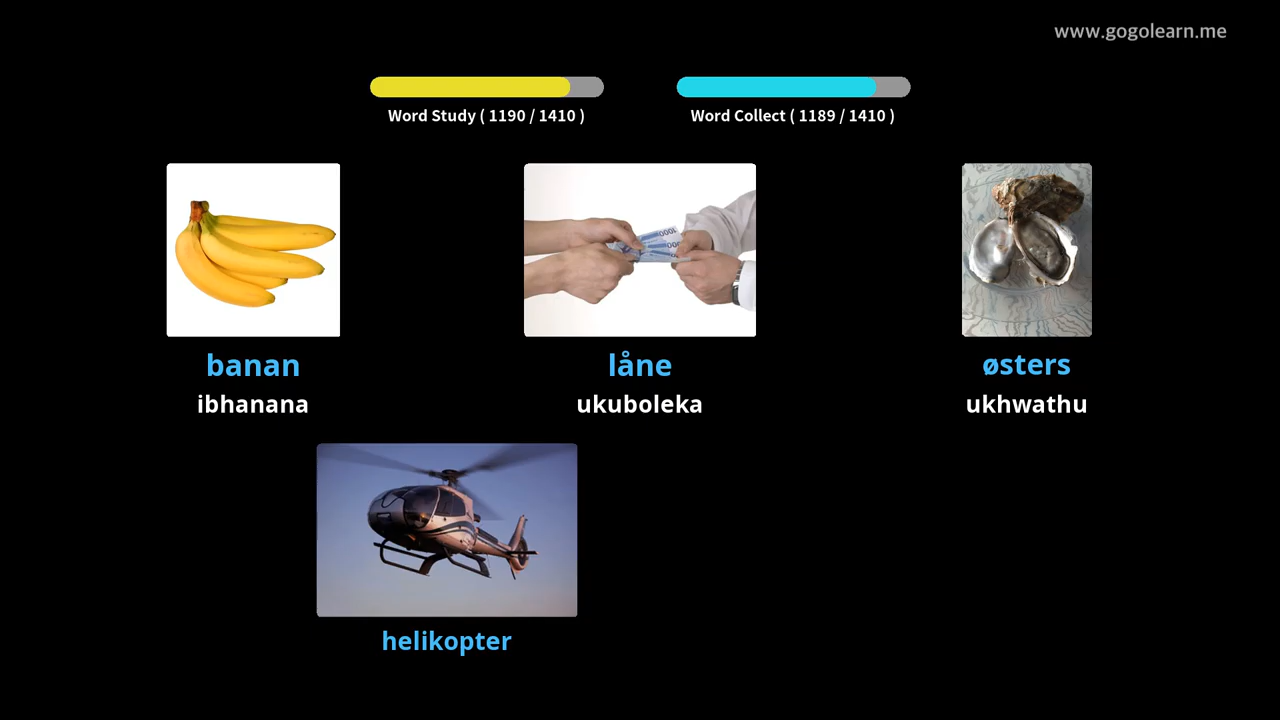 www.gogolearn.me
Word Study ( 1190 / 1410 )
Word Collect ( 1189 / 1410 )
banan
ibhanana
låne
ukuboleka
østers
ukhwathu
helikopter